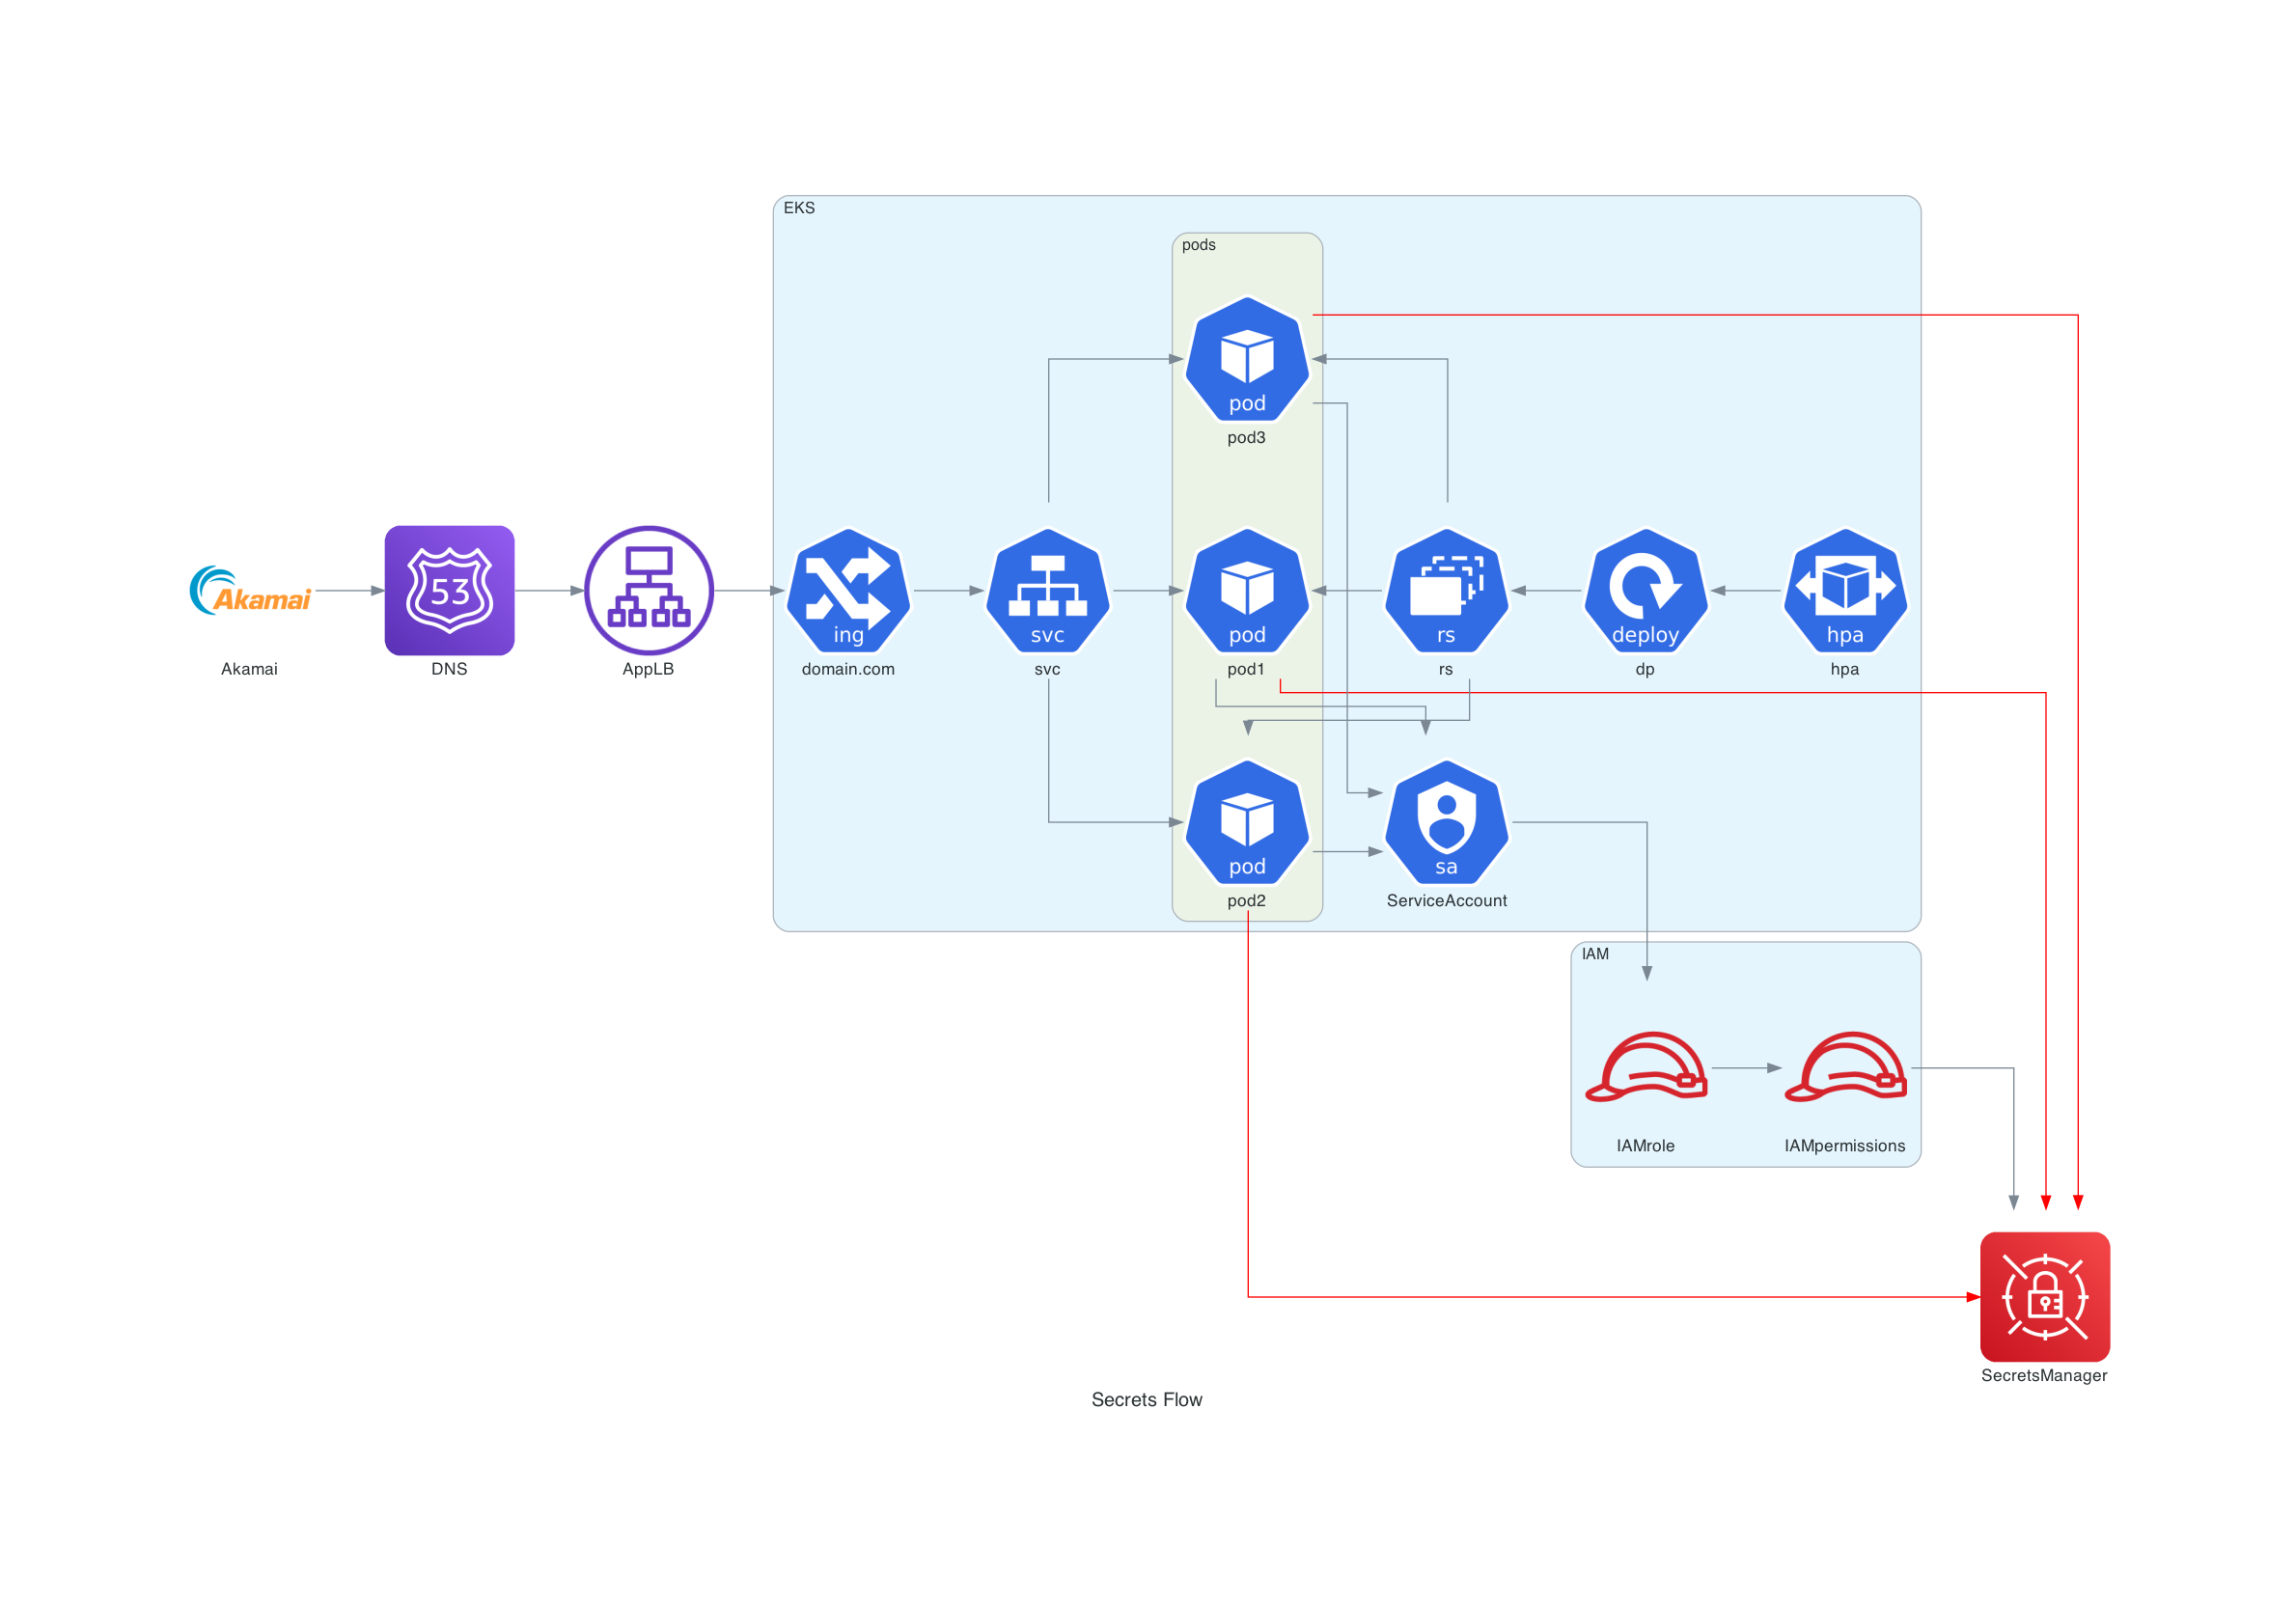 EKS
pods
pod
pod3
Akamai
Akamai
53
DNS
AppLB
ing
domain.com
svc
svc
pod
pod1
rs
rs
deploy
dp
hpa
hpa
pod
pod2
sa
ServiceAccount
IAM
IAMrole
IAMpermissions
SecretsManager
Secrets Flow